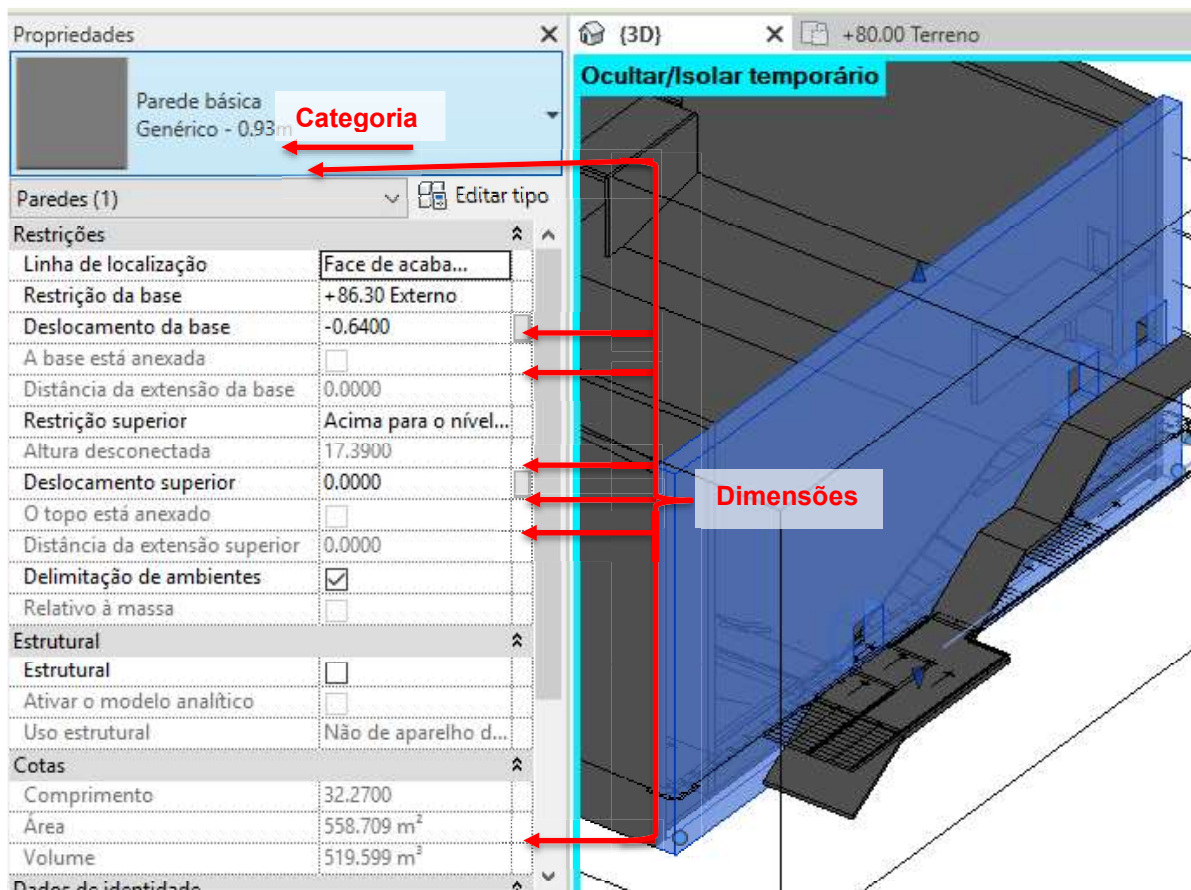 Propriedades
{3D}
+80.00 Terreno
Ocultar/Isolar temporário
Parede básica
Genérico - 0.93m
Categoria
Paredes (1)
Editar tipo
Restrições
Linha de localização Face de acaba...
Restrição da base +86.30 Externo
Deslocamento da base -0.6400
A base está anexada
Distância da extensão da base 0.0000
Restrição superior Acima para o nível...
Altura desconectada 17.3900
Deslocamento superior 0.0000
Dimensões
O topo está anexado
Distância da extensão superior 0.0000
Delimitação de ambientes
Relativo à massa
Estrutural
Estrutural
Ativar o modelo analítico
Uso estrutural Não de aparelho d...
Cotas
Comprimento 32.2700
Área 558.709 m²
Volume 519.599 m³
Dados de identidade